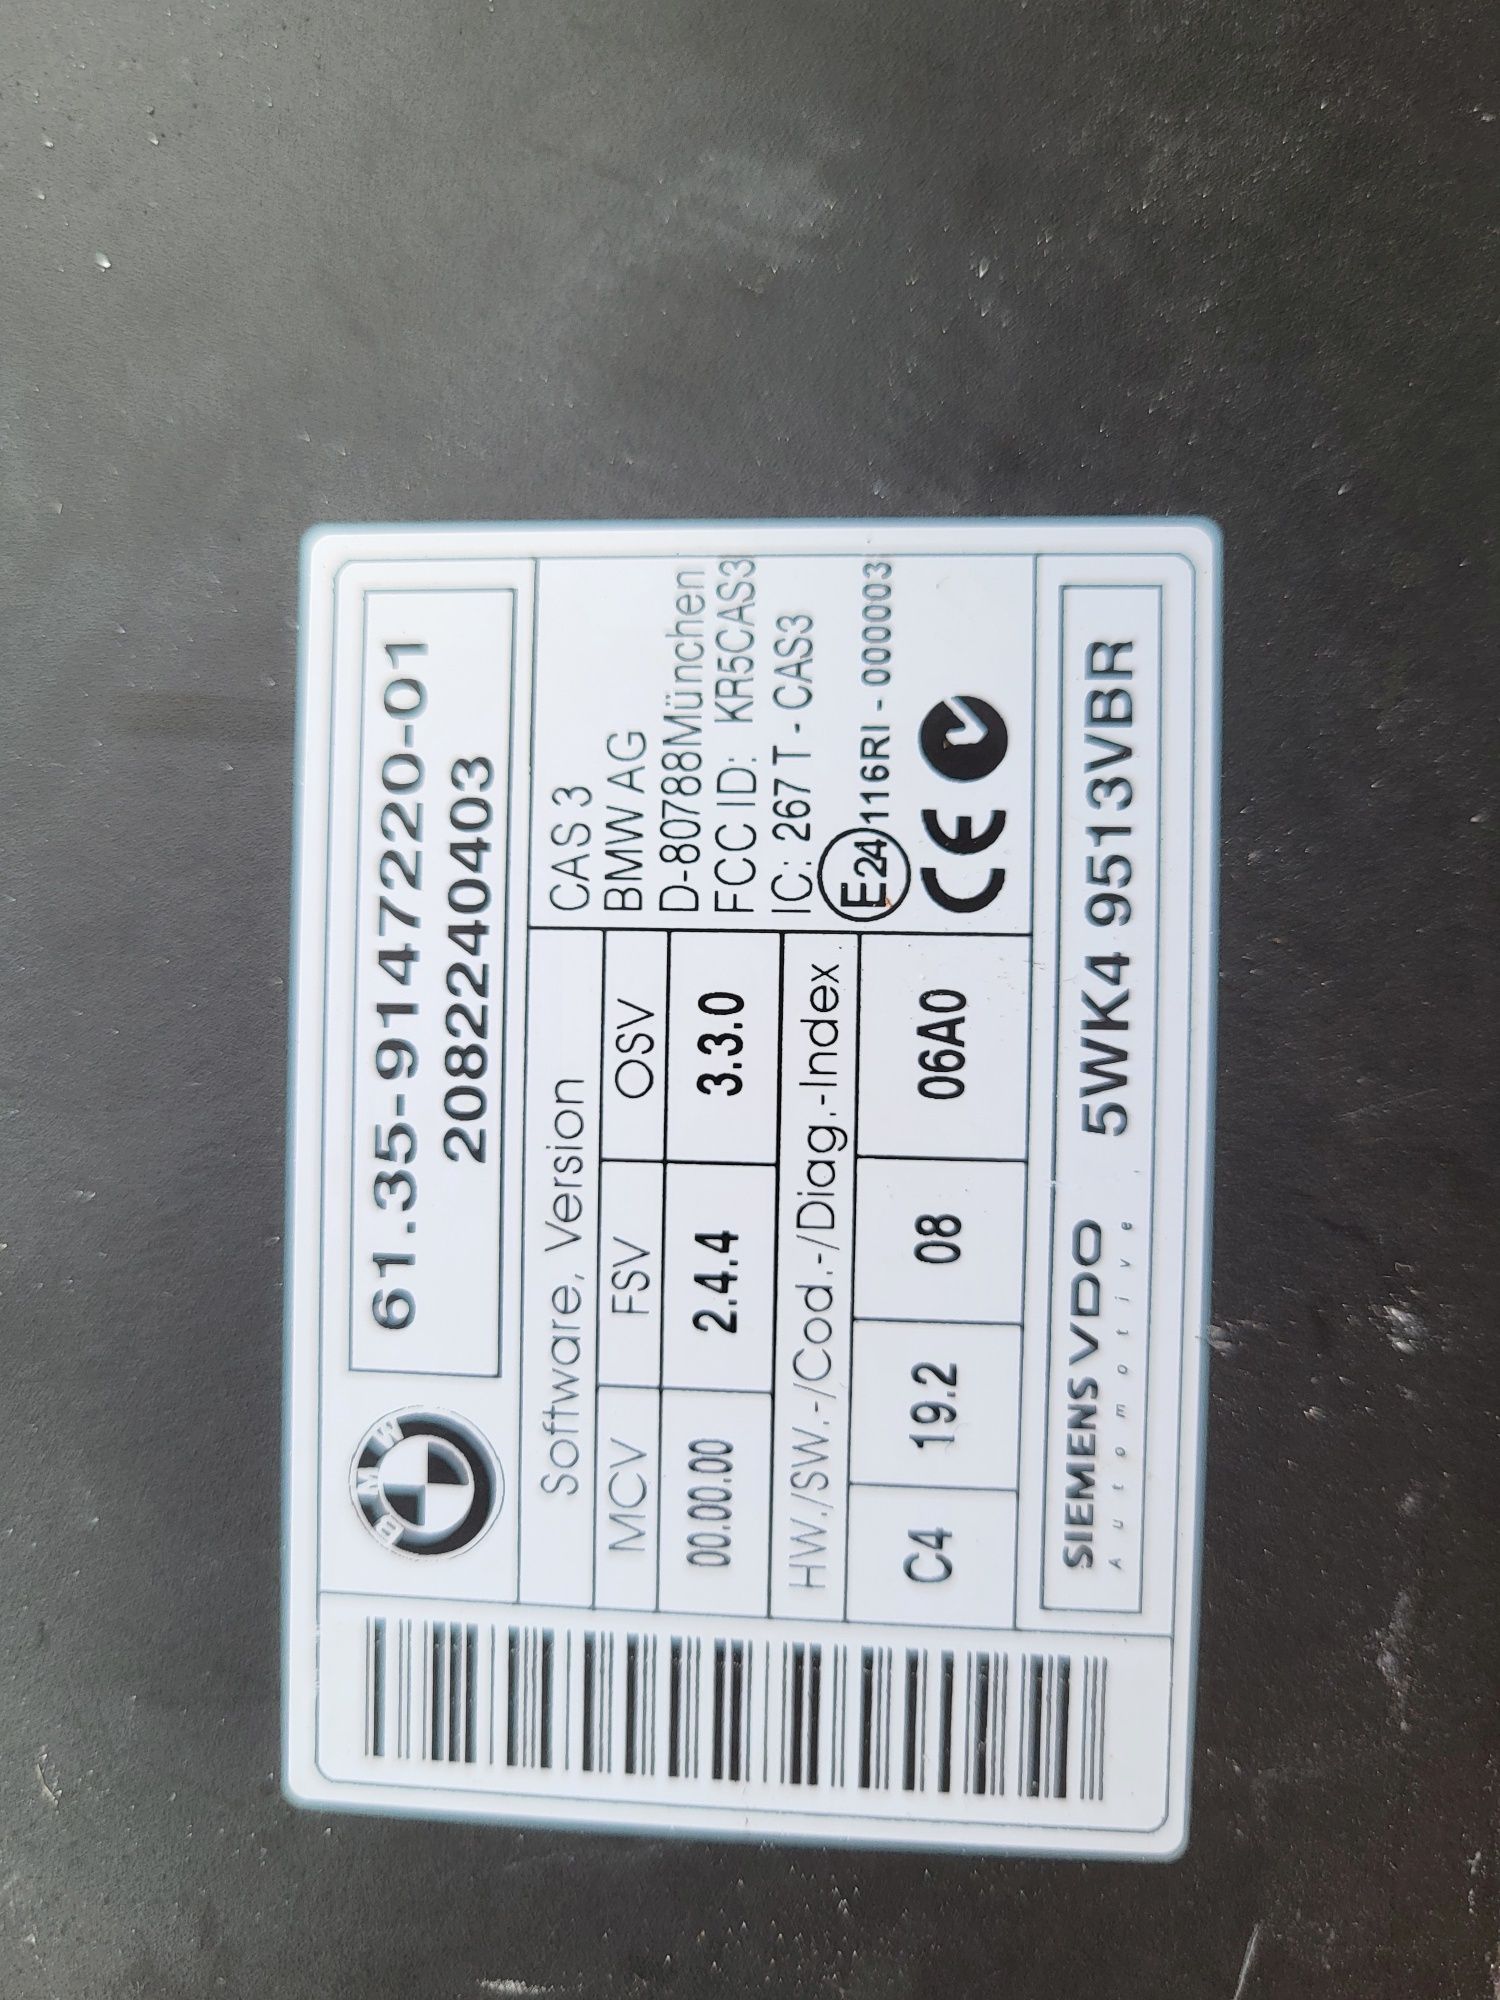 BMW
61.35-9147220-01
2082240403
Software, Version
MCV FSV OSV
00.00.00 2.4.4 3.3.0
HW./SW.-/Cod.-/Diag.-Index
C4 19.2 08 06A0
CAS 3
BMW AG
D-80788München
FCC ID: KR5CAS3
IC: 267 T - CAS3
E24 116RI - 000003
CE
SIEMENS VDO 5WK4 9513VBR
Automotive